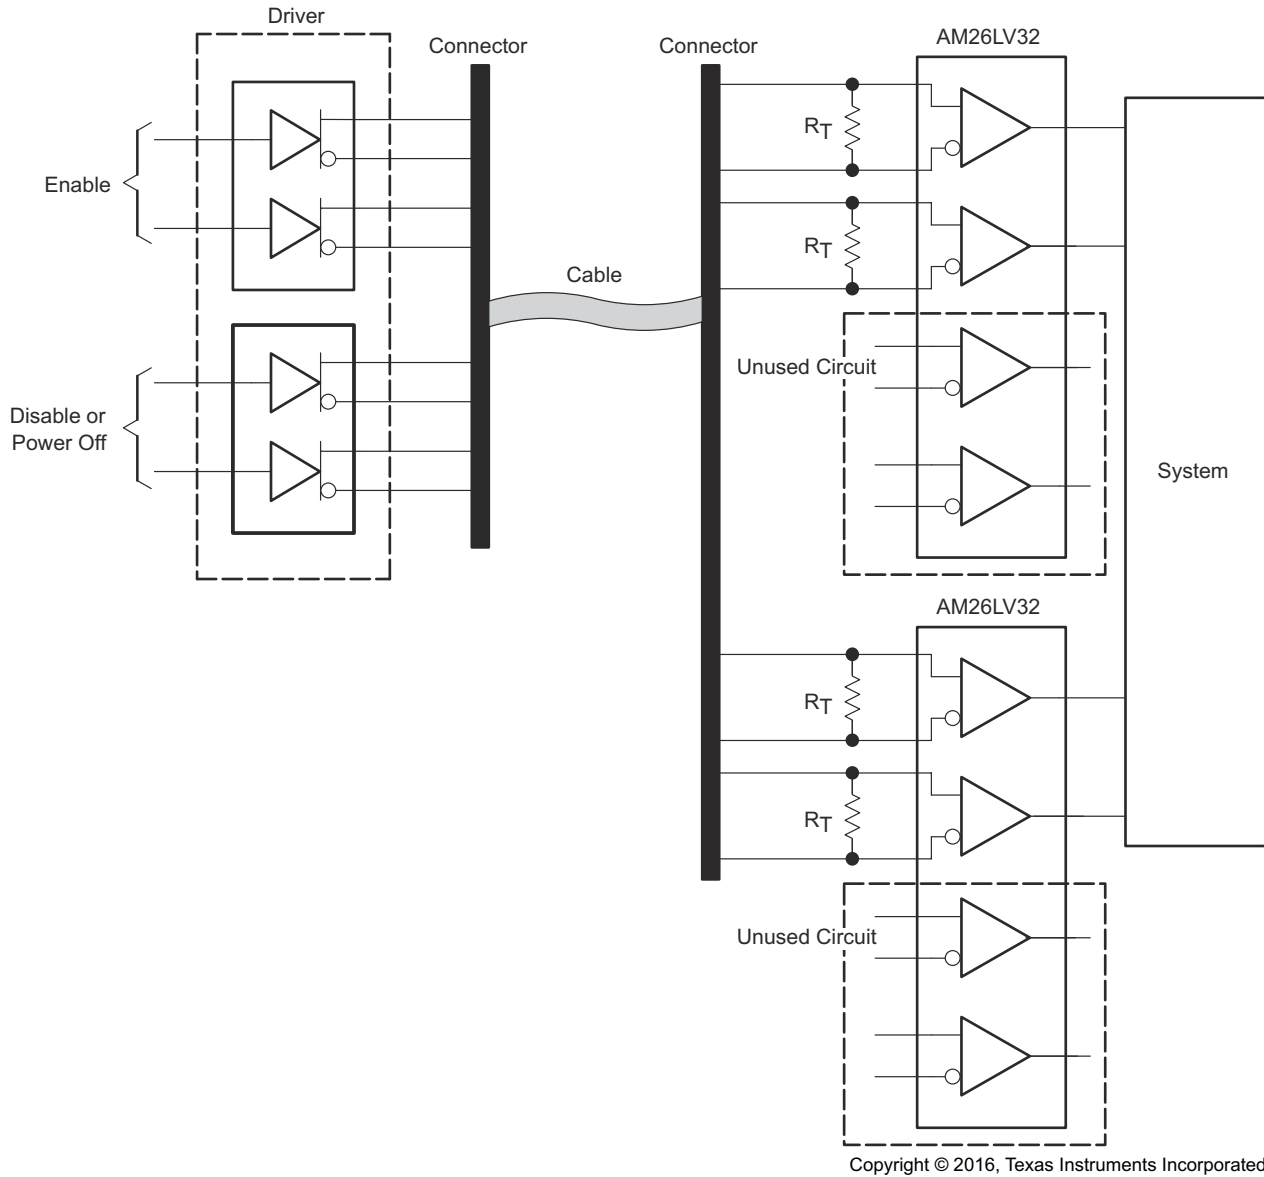 Driver
Connector
Connector
AM26LV32
RT
Enable
RT
Cable
Unused Circuit
Disable or
Power Off
System
AM26LV32
RT
RT
Unused Circuit
Copyright © 2016, Texas Instruments Incorporated